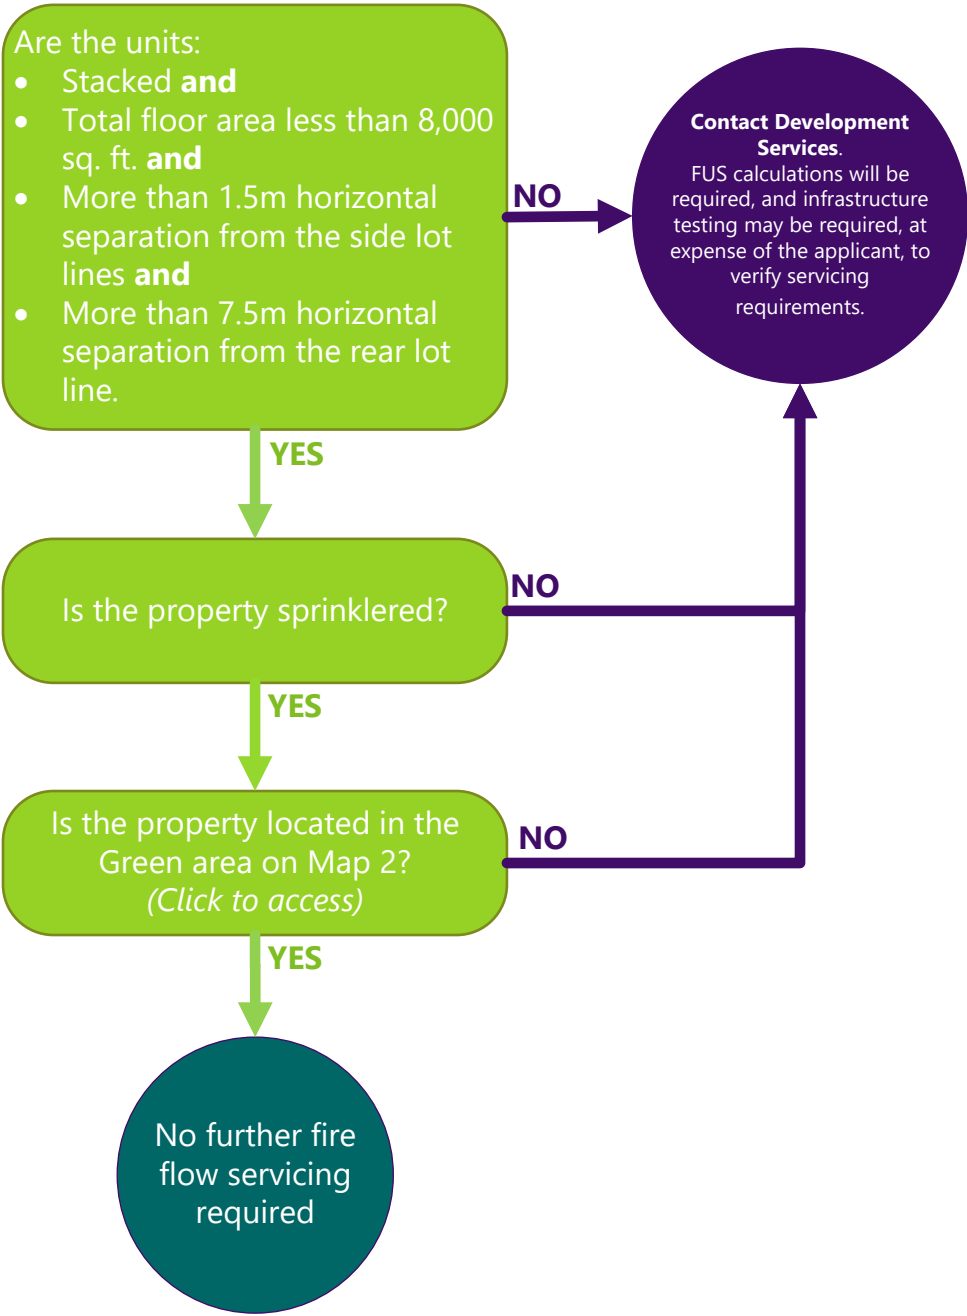 Are the units:
• Stacked and
• Total floor area less than 8,000
sq. ft. and
• More than 1.5m horizontal
separation from the side lot
lines and
• More than 7.5m horizontal
separation from the rear lot
line.
NO
Contact Development
Services.
FUS calculations will be
required, and infrastructure
testing may be required, at
expense of the applicant, to
verify servicing
requirements.
YES
Is the property sprinklered?
NO
YES
Is the property located in the
Green area on Map 2?
(Click to access)
NO
YES
No further fire
flow servicing
required